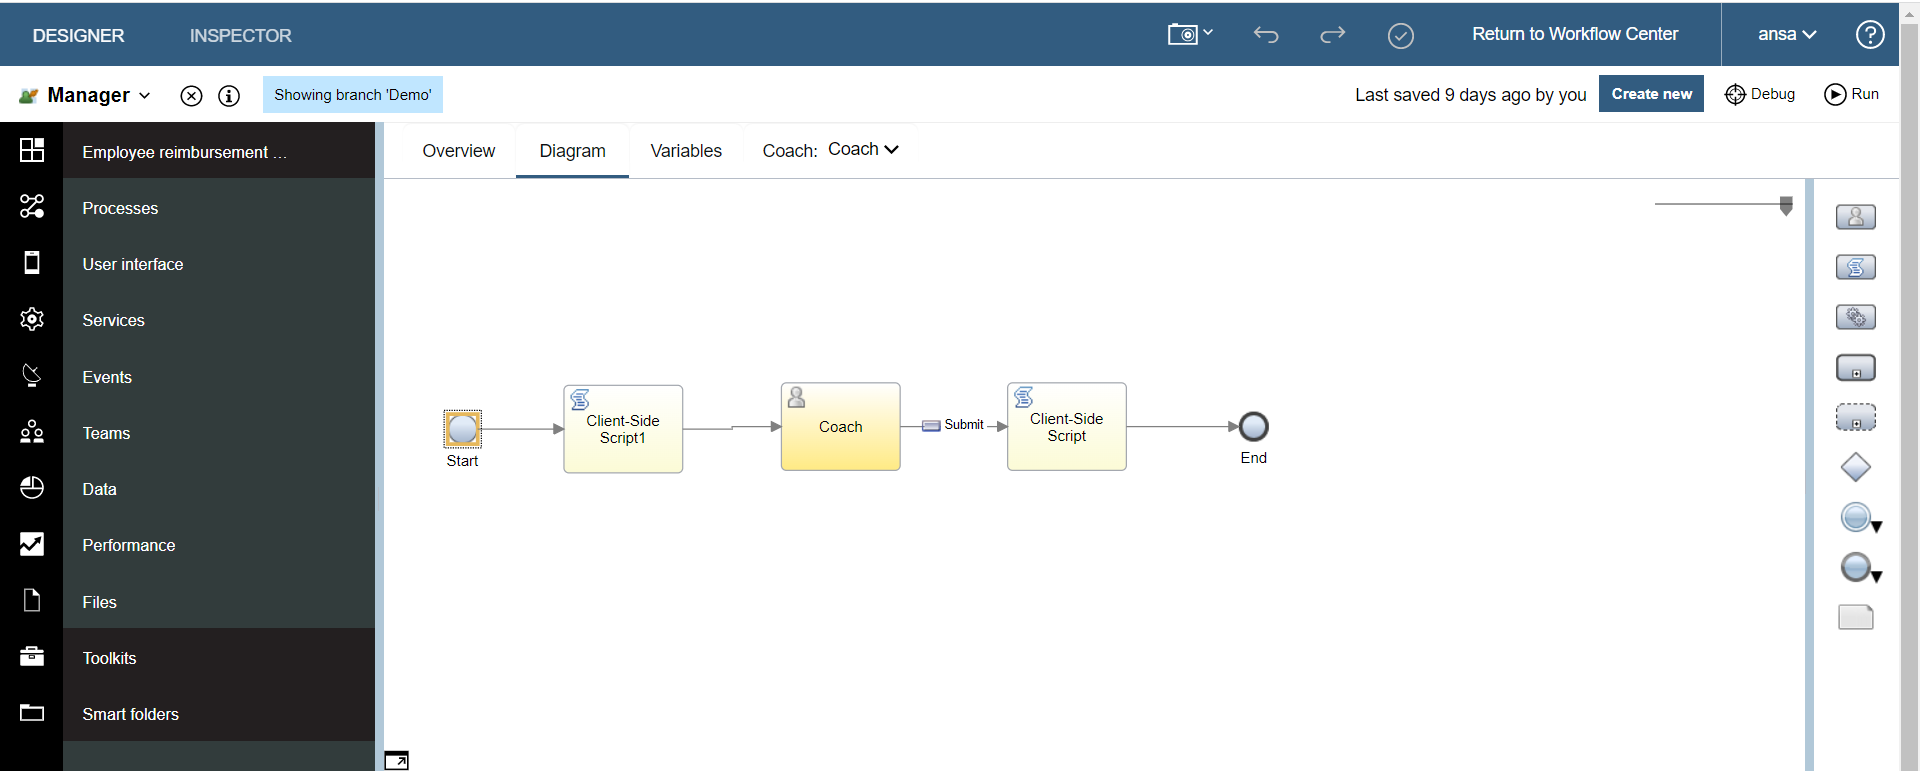 DESIGNER INSPECTOR Return to Workflow Center ansa
Manager Showing branch 'Demo' Last saved 9 days ago by you Create new Debug Run
Employee reimbursement ...
Processes
User interface
Services
Events
Teams
Data
Performance
Files
Toolkits
Smart folders
Overview Diagram Variables Coach: Coach
Start
Client-Side
Script1
Coach
Submit
Client-Side
Script
End